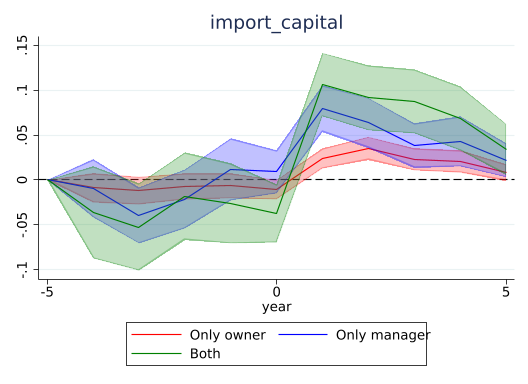 import_capital
.15
.1
.05
0
-.05
-.1
-5 0 5
year
Only owner Only manager
Both